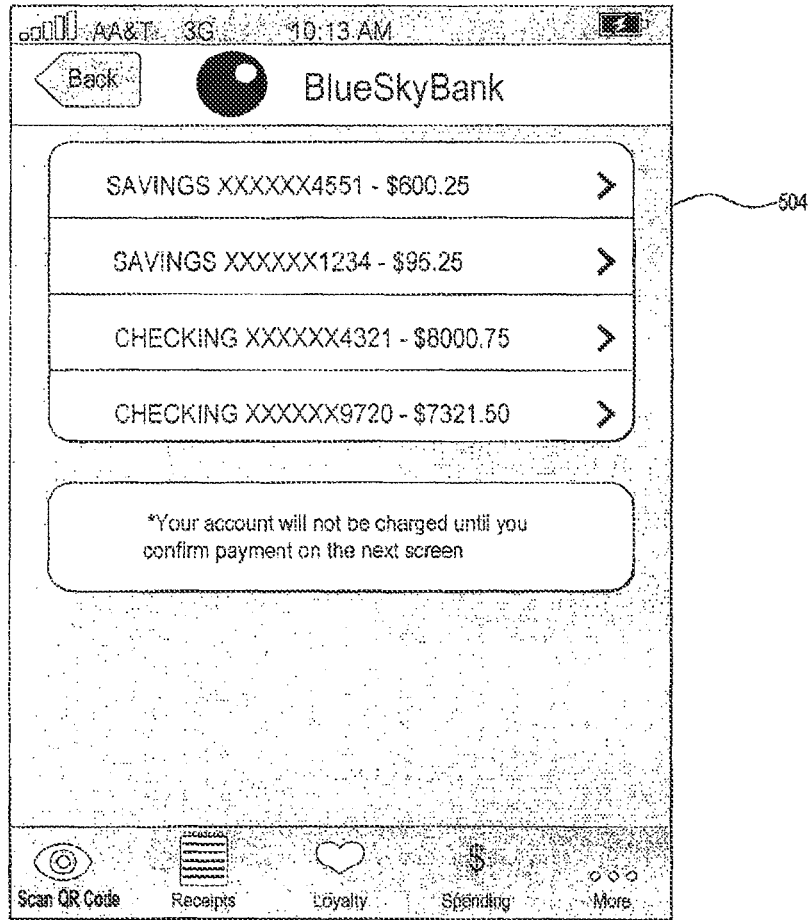 AA&T 3G 10:13 AM
Back BlueSkyBank
SAVINGS XXXXXX4551 - $600.25
504
SAVINGS XXXXXX1234 - $95.25
CHECKING XXXXXX4321 - $8000.75
CHECKING XXXXXX9720 - $7321.50
*Your account will not be charged until you
confirm payment on the next screen
$
Scan QR Code Receipts Loyalty Spending More